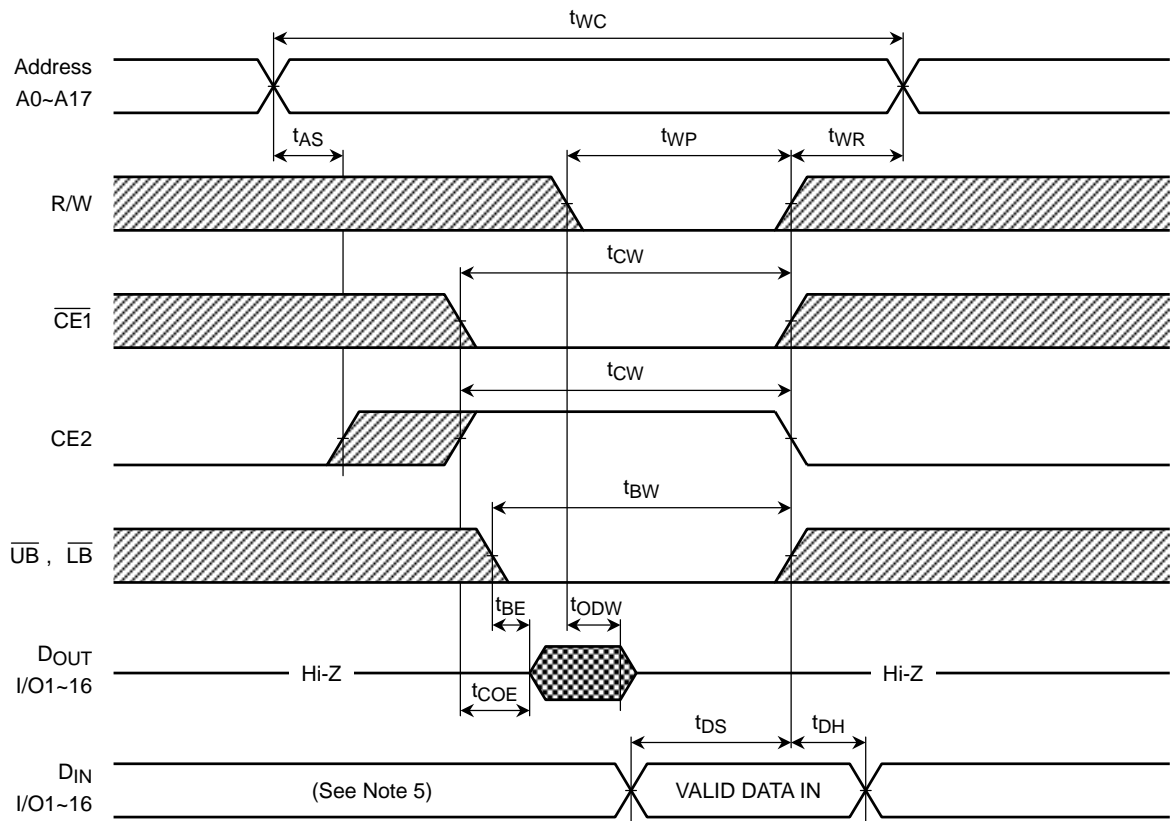 tWC
Address
A0~A17
tAS
tWP
tWR
R/W
tCW
CE1
tCW
CE2
tBW
UB , LB
tBE
tODW
DOUT
I/O1~16
Hi-Z
Hi-Z
tCOE
tDS
tDH
DIN
I/O1~16
(See Note 5)
VALID DATA IN